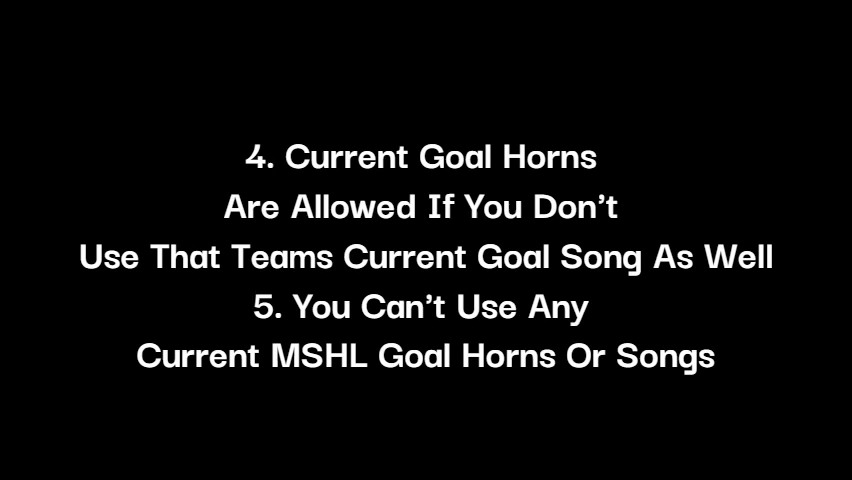 4. Current Goal Horns
Are Allowed If You Don't
Use That Teams Current Goal Song As Well
5. You Can't Use Any
Current MSHL Goal Horns Or Songs